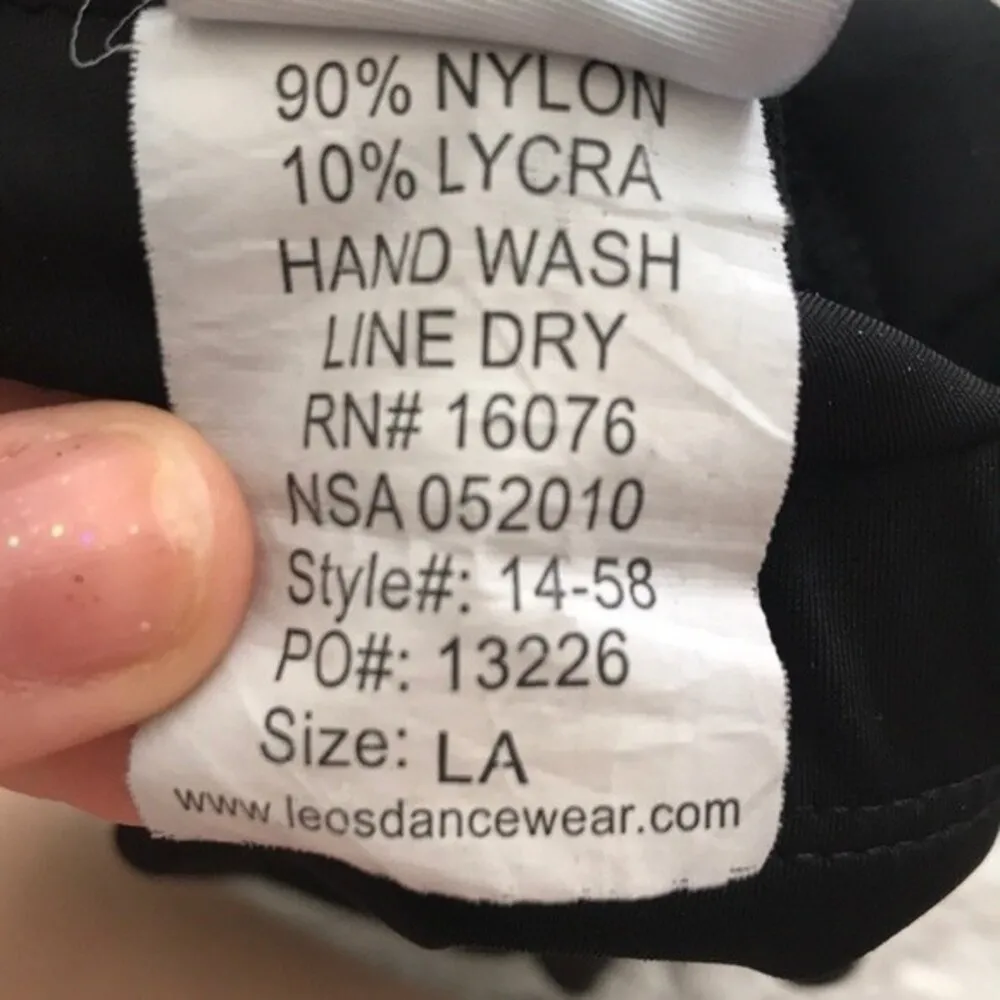 90% NYLON
10% LYCRA
HAND WASH
LINE DRY
RN# 16076
NSA 052010
Style#: 14-58
PO#: 13226
Size: LA
www.leosdancewear.com